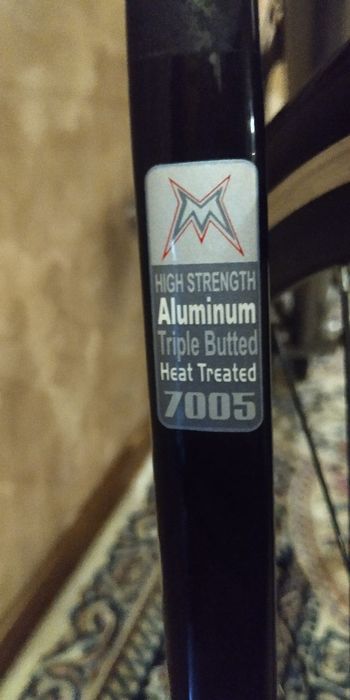 M
HIGH STRENGTH
Aluminum
Triple Butted
Heat Treated
7005